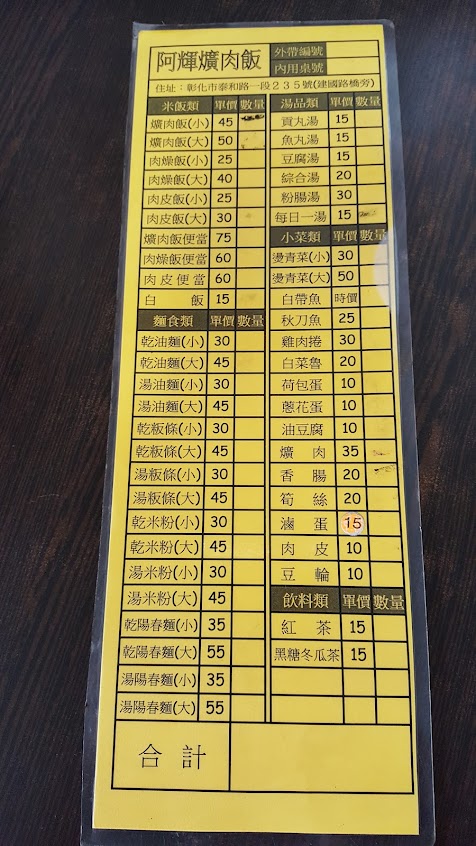 阿輝爌肉飯
外帶編號
內用桌號
住址：彰化市泰和路一段２３５號(建國路橋旁)
米飯類 單價 數量
爌肉飯(小) 45
爌肉飯(大) 50
肉燥飯(小) 25
肉燥飯(大) 40
肉皮飯(小) 25
肉皮飯(大) 30
爌肉飯便當 75
肉燥飯便當 60
肉皮便當 60
白飯 15
麵食類 單價 數量
乾油麵(小) 30
乾油麵(大) 45
湯油麵(小) 30
湯油麵(大) 45
乾粄條(小) 30
乾粄條(大) 45
湯粄條(小) 30
湯粄條(大) 45
乾米粉(小) 30
乾米粉(大) 45
湯米粉(小) 30
湯米粉(大) 45
乾陽春麵(小) 35
乾陽春麵(大) 55
湯陽春麵(小) 35
湯陽春麵(大) 55
湯品類 單價 數量
貢丸湯 15
魚丸湯 15
豆腐湯 15
綜合湯 20
粉腸湯 30
每日一湯 15
小菜類 單價 數量
燙青菜(小) 30
燙青菜(大) 50
白帶魚 時價
秋刀魚 25
雞肉捲 30
白菜魯 20
荷包蛋 10
蔥花蛋 10
油豆腐 10
爌肉 35
香腸 20
筍絲 20
滷蛋 15
肉皮 10
豆輪 10
飲料類 單價 數量
紅茶 15
黑糖冬瓜茶 15
合計